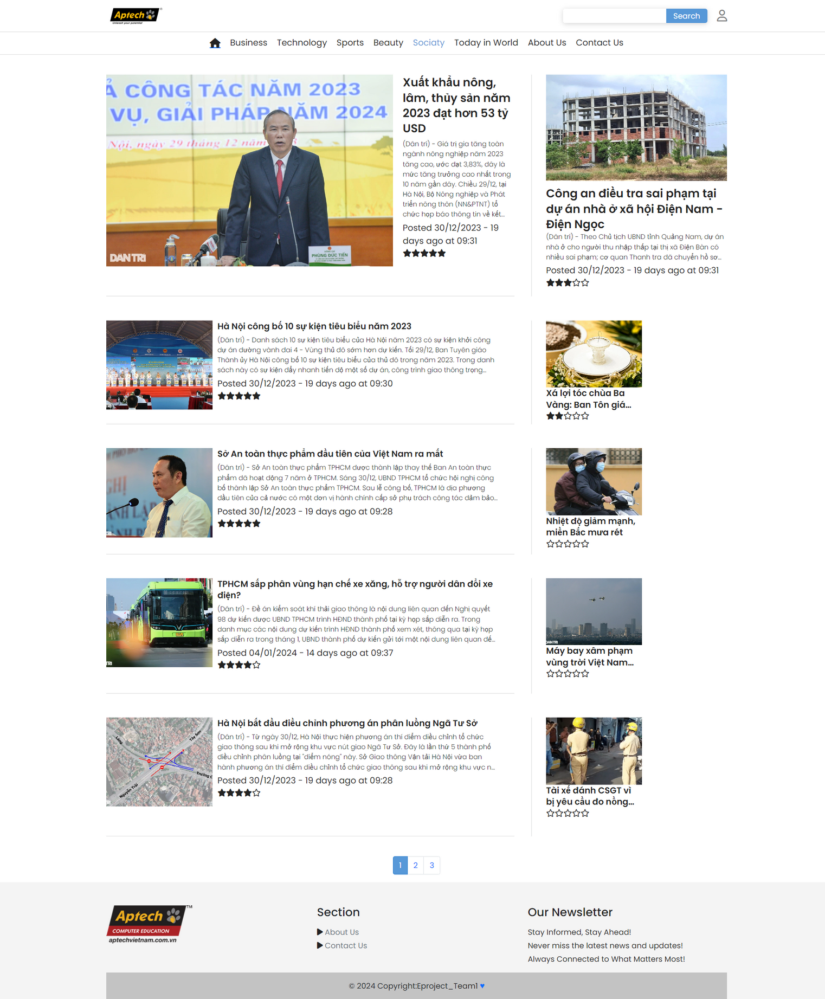 Aptech
Unleash your potential
Search
Business Technology Sports Beauty Sociaty Today in World About Us Contact Us
Ả CÔNG TÁC NĂM 2023
VỤ, GIẢI PHÁP NĂM 2024
Nội, ngày 29 tháng 12 năm
DÂN TRÍ
PHÙNG ĐỨC TIẾN
Xuất khẩu nông,
lâm, thủy sản năm
2023 đạt hơn 53 tỷ
USD
(Dân trí) - Giá trị gia tăng toàn
ngành nông nghiệp năm 2023
tăng cao, ước đạt 3,83%, đây là
mức tăng trưởng cao nhất trong
10 năm gần đây. Chiều 29/12, tại
Hà Nội, Bộ Nông nghiệp và Phát
triển nông thôn (NN&PTNT) tổ
chức họp báo thông tin về kết...
Posted 30/12/2023 - 19
days ago at 09:31
Công an điều tra sai phạm tại
dự án nhà ở xã hội Điện Nam -
Điện Ngọc
(Dân trí) - Theo Chủ tịch UBND tỉnh Quảng Nam, dự án
nhà ở cho người thu nhập thấp tại thị xã Điện Bàn có
nhiều sai phạm; cơ quan Thanh tra đã chuyển hồ sơ...
Posted 30/12/2023 - 19 days ago at 09:31
Hà Nội công bố 10 sự kiện tiêu biểu năm 2023
(Dân trí) - Danh sách 10 sự kiện tiêu biểu của Hà Nội năm 2023 có sự kiện khởi công
dự án đường vành đai 4 - Vùng thủ đô sớm hơn dự kiến. Tối 29/12, Ban Tuyên giáo
Thành ủy Hà Nội công bố 10 sự kiện tiêu biểu của thủ đô trong năm 2023. Trong danh
sách này có sự kiện đẩy nhanh tiến độ một số dự án, công trình giao thông trọng...
Posted 30/12/2023 - 19 days ago at 09:30
Xá lợi tóc chùa Ba
Vàng: Ban Tôn giá...
Sở An toàn thực phẩm đầu tiên của Việt Nam ra mắt
(Dân trí) - Sở An toàn thực phẩm TPHCM được thành lập thay thế Ban An toàn thực
phẩm đã hoạt động 7 năm ở TPHCM. Sáng 30/12, UBND TPHCM tổ chức hội nghị công
bố thành lập Sở An toàn thực phẩm TPHCM. Sau lễ công bố, TPHCM là địa phương
đầu tiên của cả nước có một đơn vị hành chính cấp sở phụ trách công tác đảm bảo...
Posted 30/12/2023 - 19 days ago at 09:28
Nhiệt độ giảm mạnh,
miền Bắc mưa rét
TPHCM sắp phân vùng hạn chế xe xăng, hỗ trợ người dân đổi xe
điện?
(Dân trí) - Đề án kiểm soát khí thải giao thông là nội dung liên quan đến Nghị quyết
98 dự kiến được UBND TPHCM trình HĐND thành phố tại kỳ họp sắp diễn ra. Trong
danh mục các nội dung dự kiến trình HĐND thành phố xem xét, thông qua tại kỳ họp
sắp diễn ra trong tháng 1, UBND thành phố dự kiến gửi tới một nội dung liên quan đế...
Posted 04/01/2024 - 14 days ago at 09:37
DÂN TRÍ
Máy bay xâm phạm
vùng trời Việt Nam...
Láng
Tây Sơn
Nguyễn Trãi
Hà Nội bắt đầu điều chỉnh phương án phân luồng Ngã Tư Sở
(Dân trí) - Từ ngày 30/12, Hà Nội thực hiện phương án thí điểm điều chỉnh tổ chức
giao thông sau khi mở rộng khu vực nút giao Ngã Tư Sở. Đây là lần thứ 5 thành phố
điều chỉnh phân luồng tại "điểm nóng" này. Sở Giao thông Vận tải Hà Nội vừa ban
hành phương án thí điểm điều chỉnh tổ chức giao thông sau khi mở rộng khu vực n...
Posted 30/12/2023 - 19 days ago at 09:28
Tài xế đánh CSGT vì
bị yêu cầu đo nồng...
1 2 3
Aptech TM
COMPUTER EDUCATION
aptechvietnam.com.vn
Section
About Us
Contact Us
Our Newsletter
Stay Informed, Stay Ahead!
Never miss the latest news and updates!
Always Connected to What Matters Most!
© 2024 Copyright:Eproject_Team1 ♥